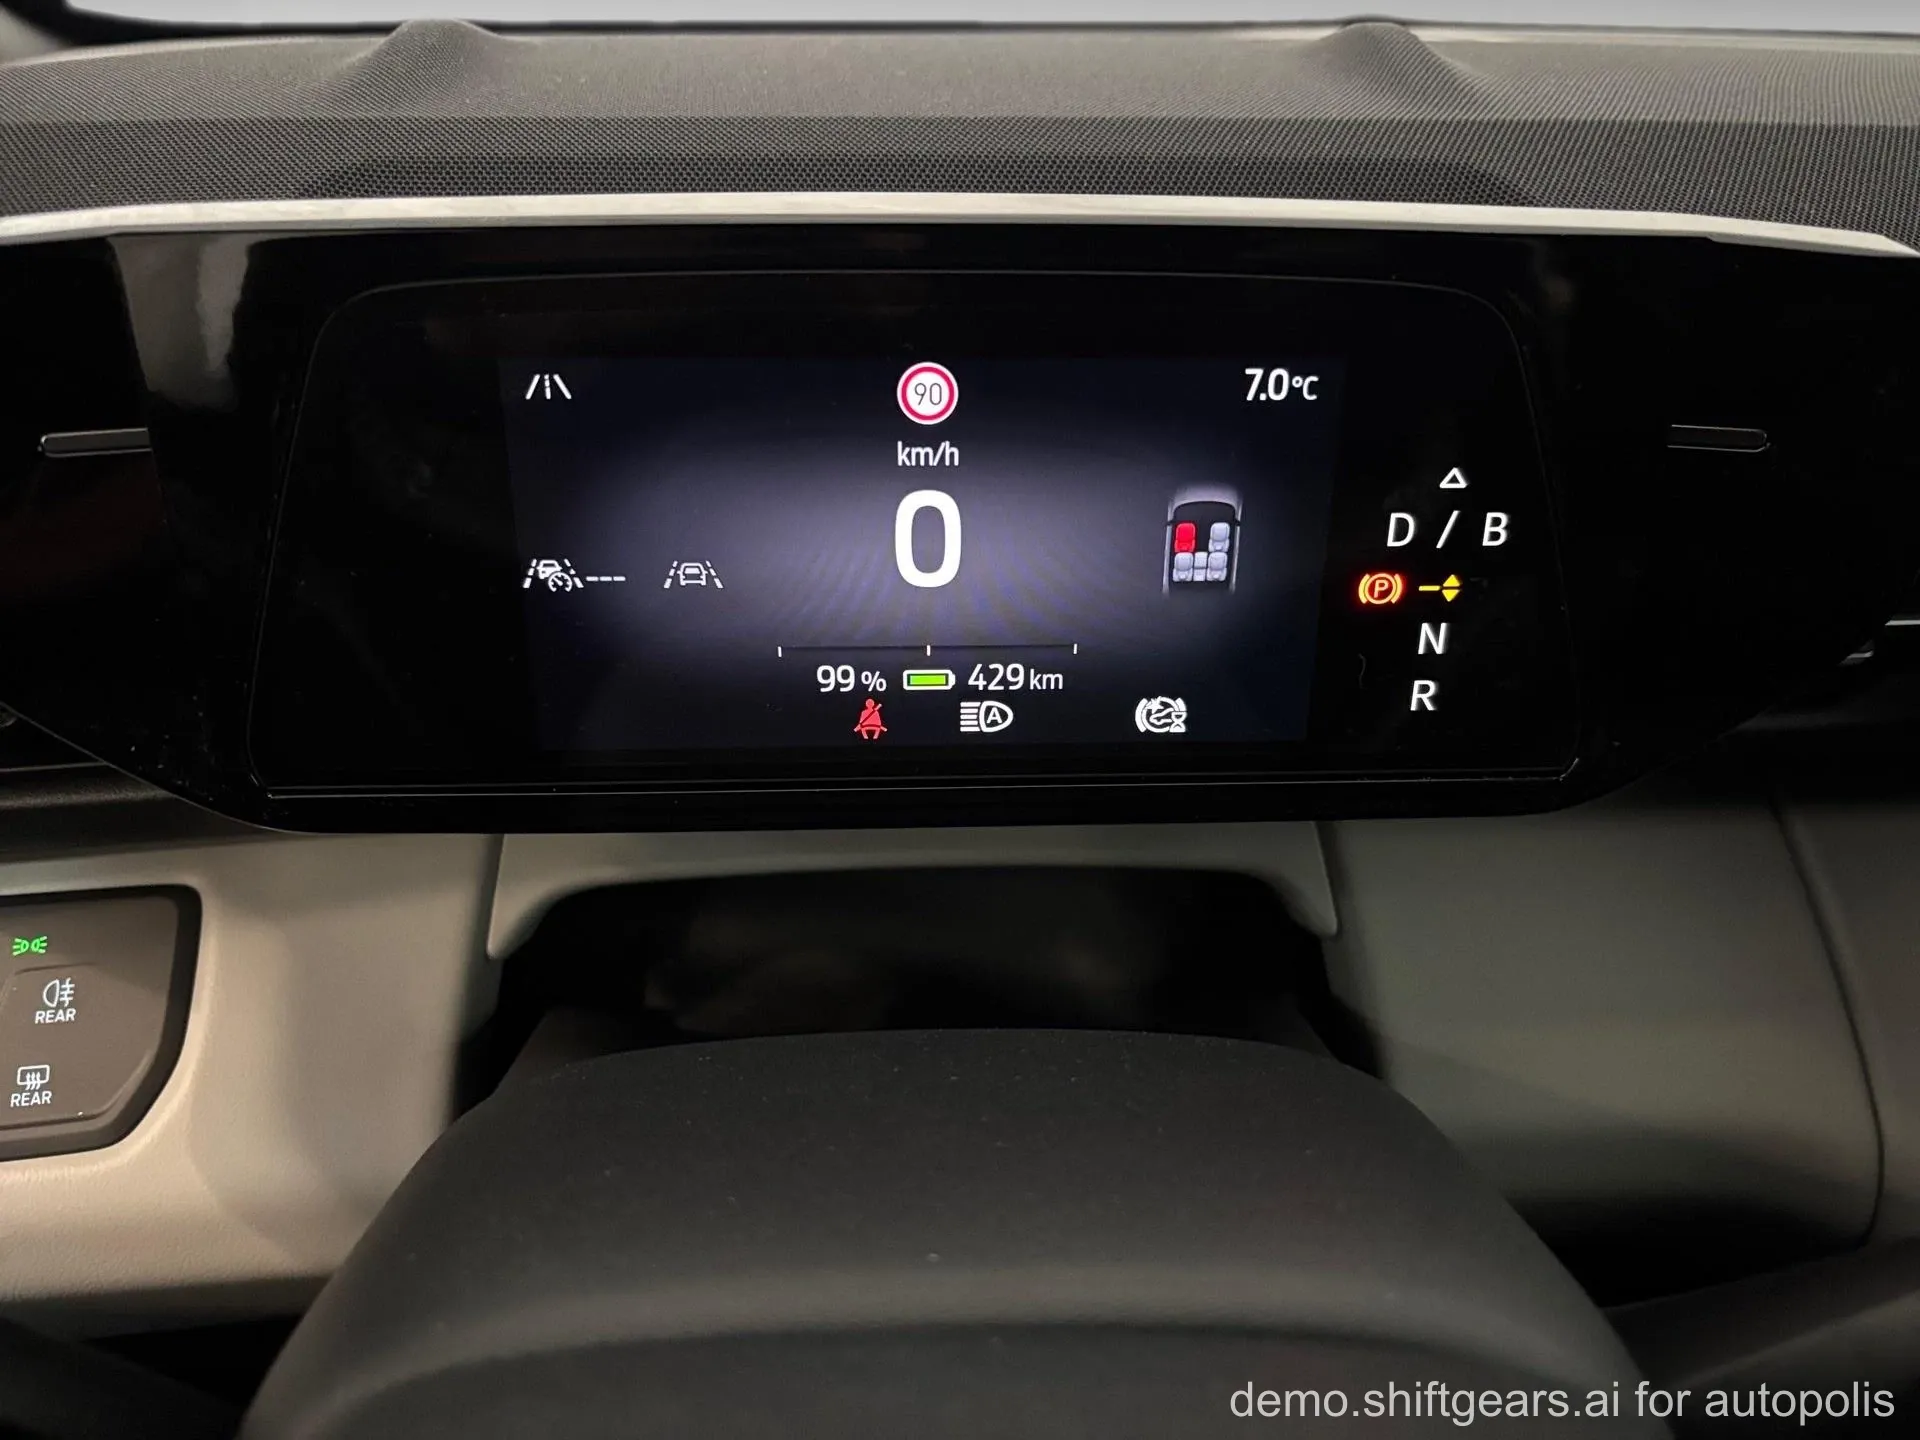 90
7.0°C
km/h
0
D / B
P
N
R
99 % 429 km
A
REAR
REAR
demo.shiftgears.ai for autopolis